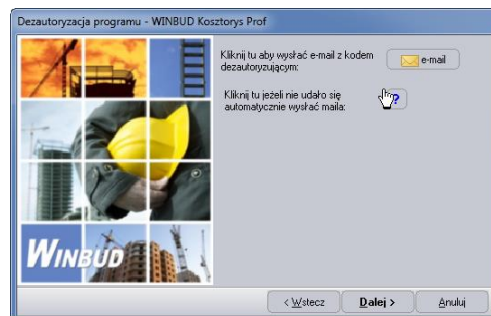 Dezautoryzacja programu - WINBUD Kosztorys Prof
Kliknij tu aby wysłać e-mail z kodem
dezautoryzującym:
e-mail
Kliknij tu jeżeli nie udało się
automatycznie wysłać maila:
?
WINBUD
< Wstecz
Dalej >
Anuluj